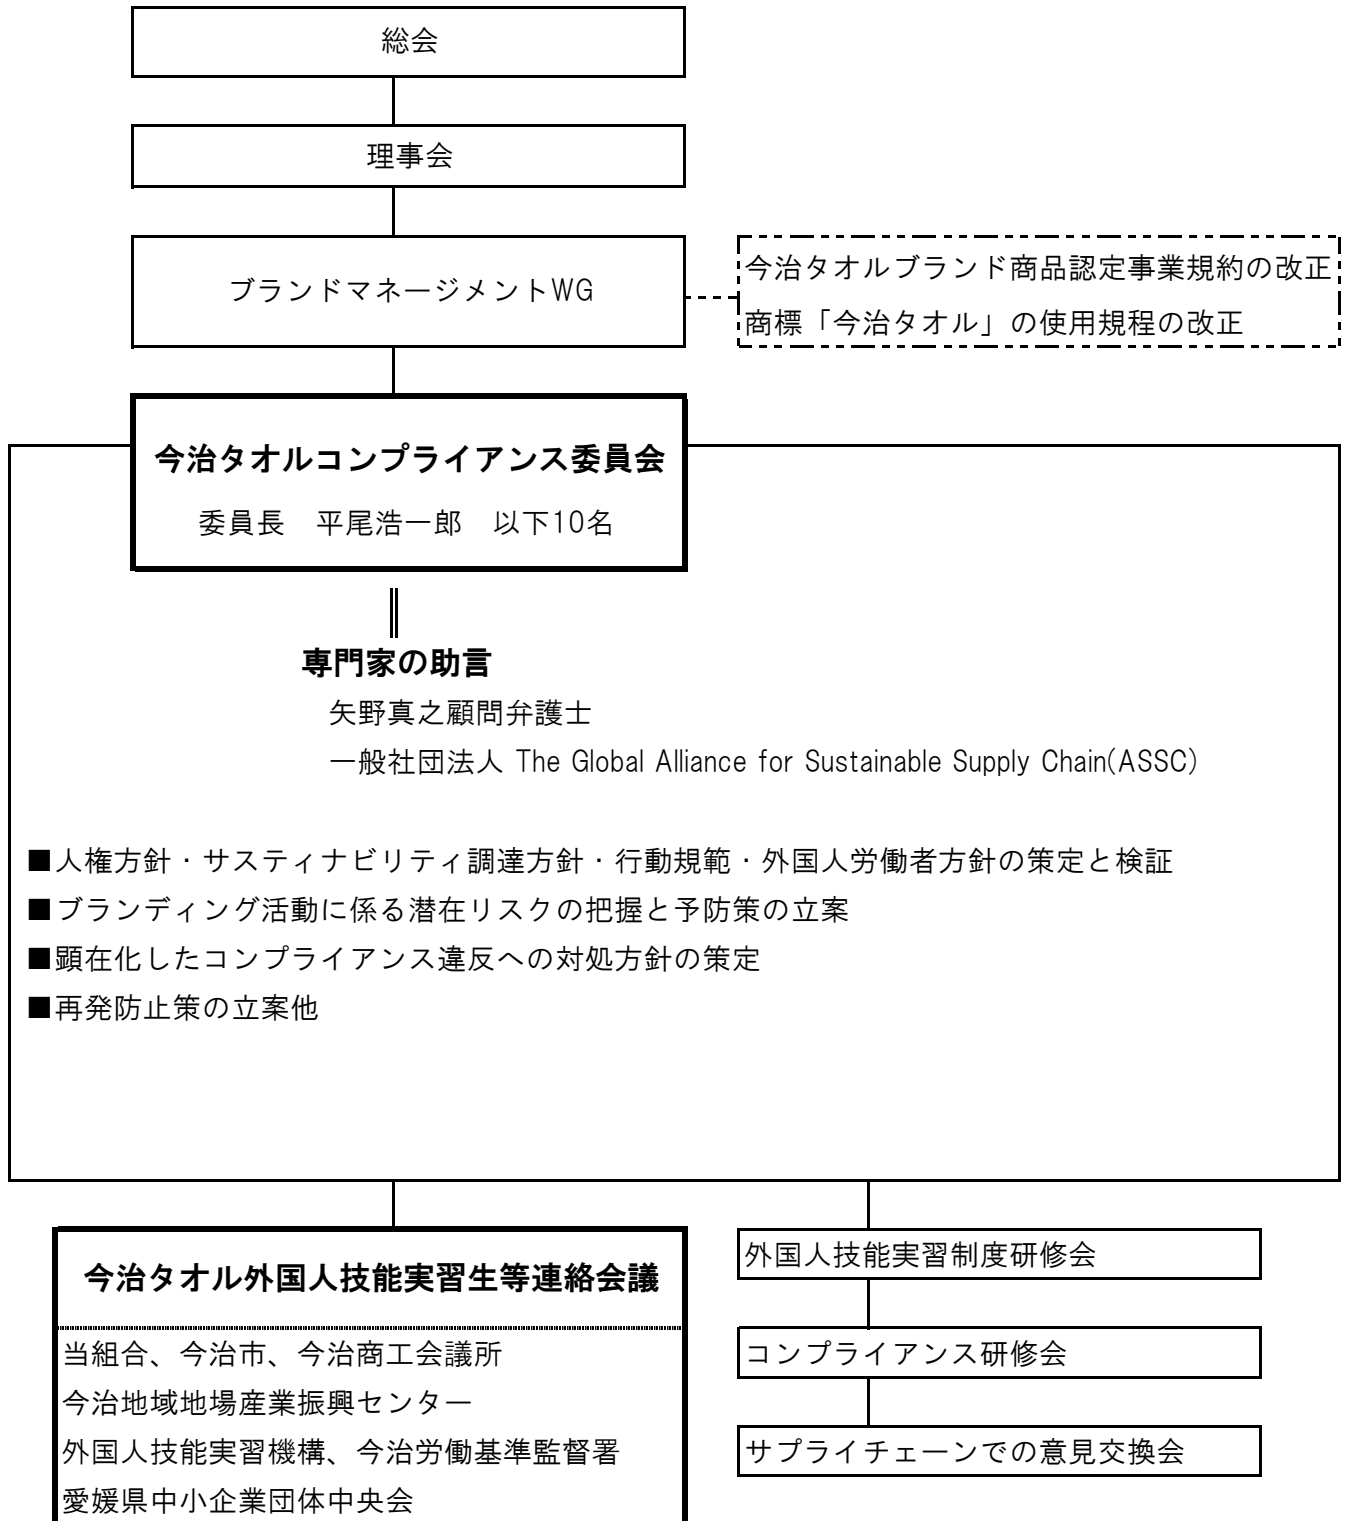 総会
理事会
ブランドマネージメントWG
今治タオルブランド商品認定事業規約の改正
商標「今治タオル」の使用規程の改正
今治タオルコンプライアンス委員会
委員長　平尾浩一郎　以下10名
専門家の助言
矢野真之顧問弁護士
一般社団法人 The Global Alliance for Sustainable Supply Chain(ASSC)
■人権方針・サスティナビリティ調達方針・行動規範・外国人労働者方針の策定と検証
■ブランディング活動に係る潜在リスクの把握と予防策の立案
■顕在化したコンプライアンス違反への対処方針の策定
■再発防止策の立案他
今治タオル外国人技能実習生等連絡会議
当組合、今治市、今治商工会議所
今治地域地場産業振興センター
外国人技能実習機構、今治労働基準監督署
愛媛県中小企業団体中央会
外国人技能実習制度研修会
コンプライアンス研修会
サプライチェーンでの意見交換会